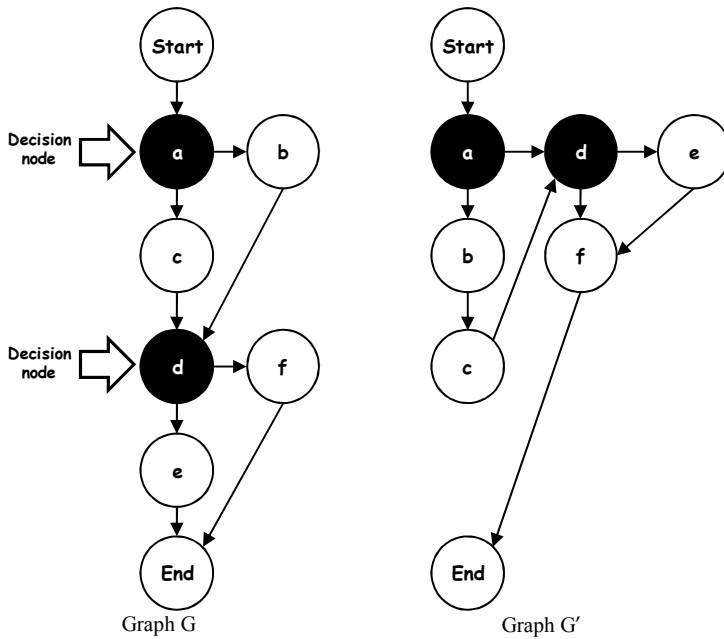 Start
Start
Decision
node
a
b
a
d
e
c
b
f
Decision
node
d
f
c
e
End
End
Graph G
Graph G′